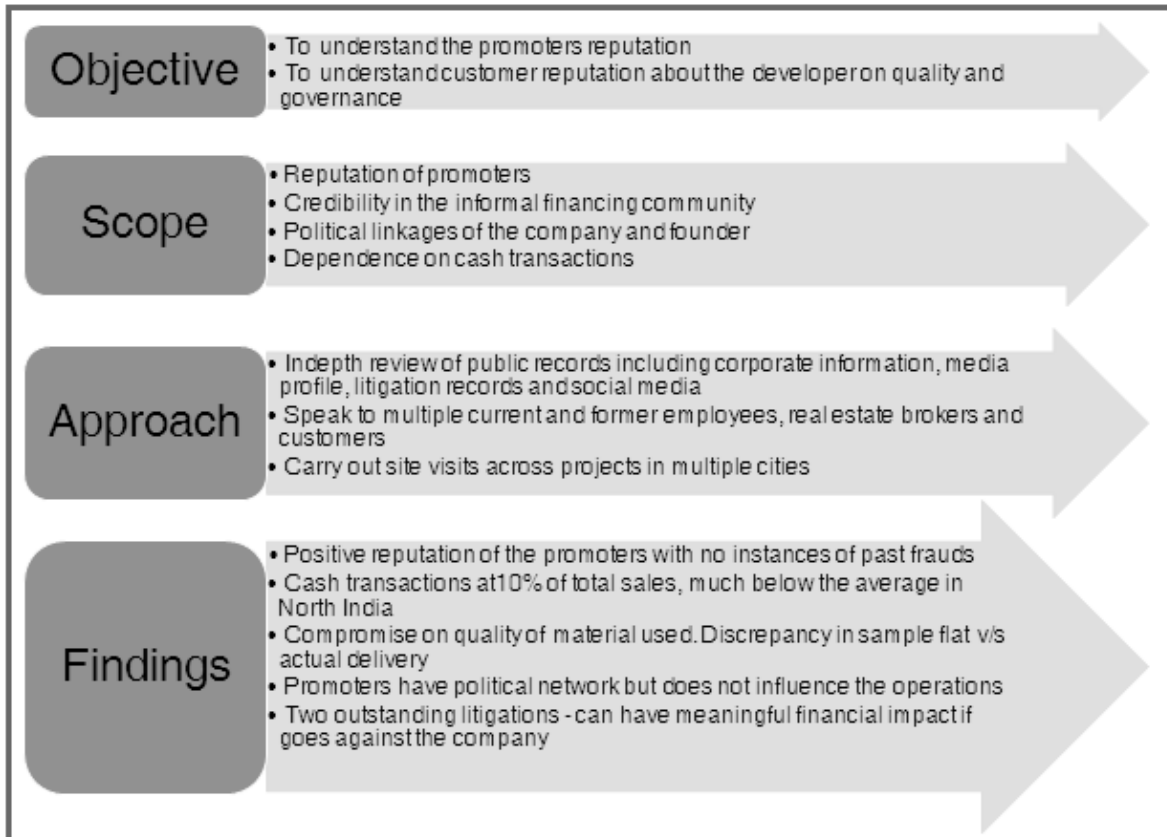 Objective
• To understand the promoters reputation
• To understand customer reputation about the developer on quality and
governance
Scope
• Reputation of promoters
• Credibility in the informal financing community
• Political linkages of the company and founder
• Dependence on cash transactions
Approach
• Indepth review of public records including corporate information, media
profile, litigation records and social media
• Speak to multiple current and former employees, real estate brokers and
customers
• Carry out site visits across projects in multiple cities
Findings
• Positive reputation of the promoters with no instances of past frauds
• Cash transactions at 10% of total sales, much below the average in
North India
• Compromise on quality of material used. Discrepancy in sample flat v/s
actual delivery
• Promoters have political network but does not influence the operations
• Two outstanding litigations - can have meaningful financial impact if
goes against the company